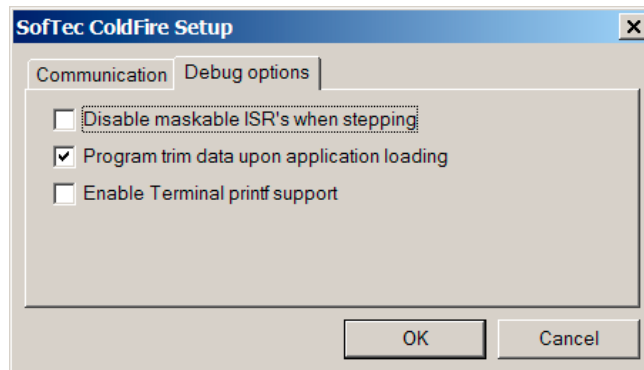 SofTec ColdFire Setup
Communication Debug options
Disable maskable ISR's when stepping
Program trim data upon application loading
Enable Terminal printf support
OK Cancel